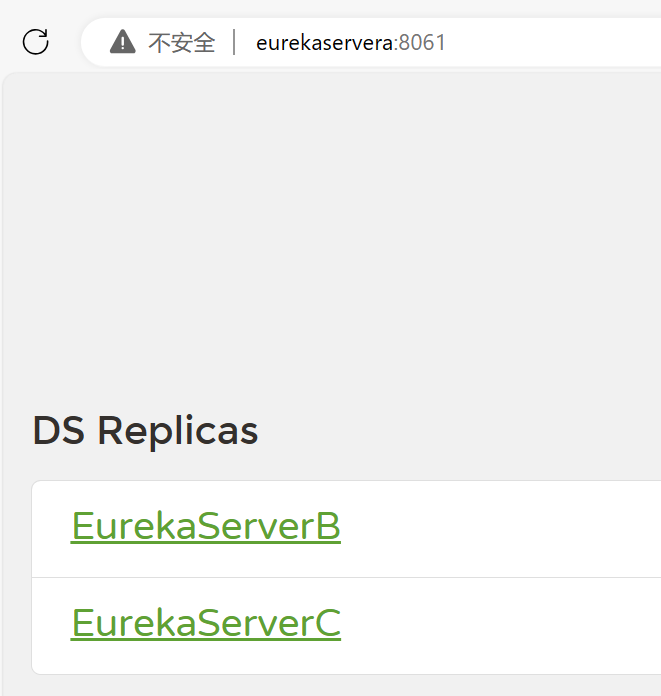 不安全 | eurekaservera:8061
DS Replicas
EurekaServerB
EurekaServerC